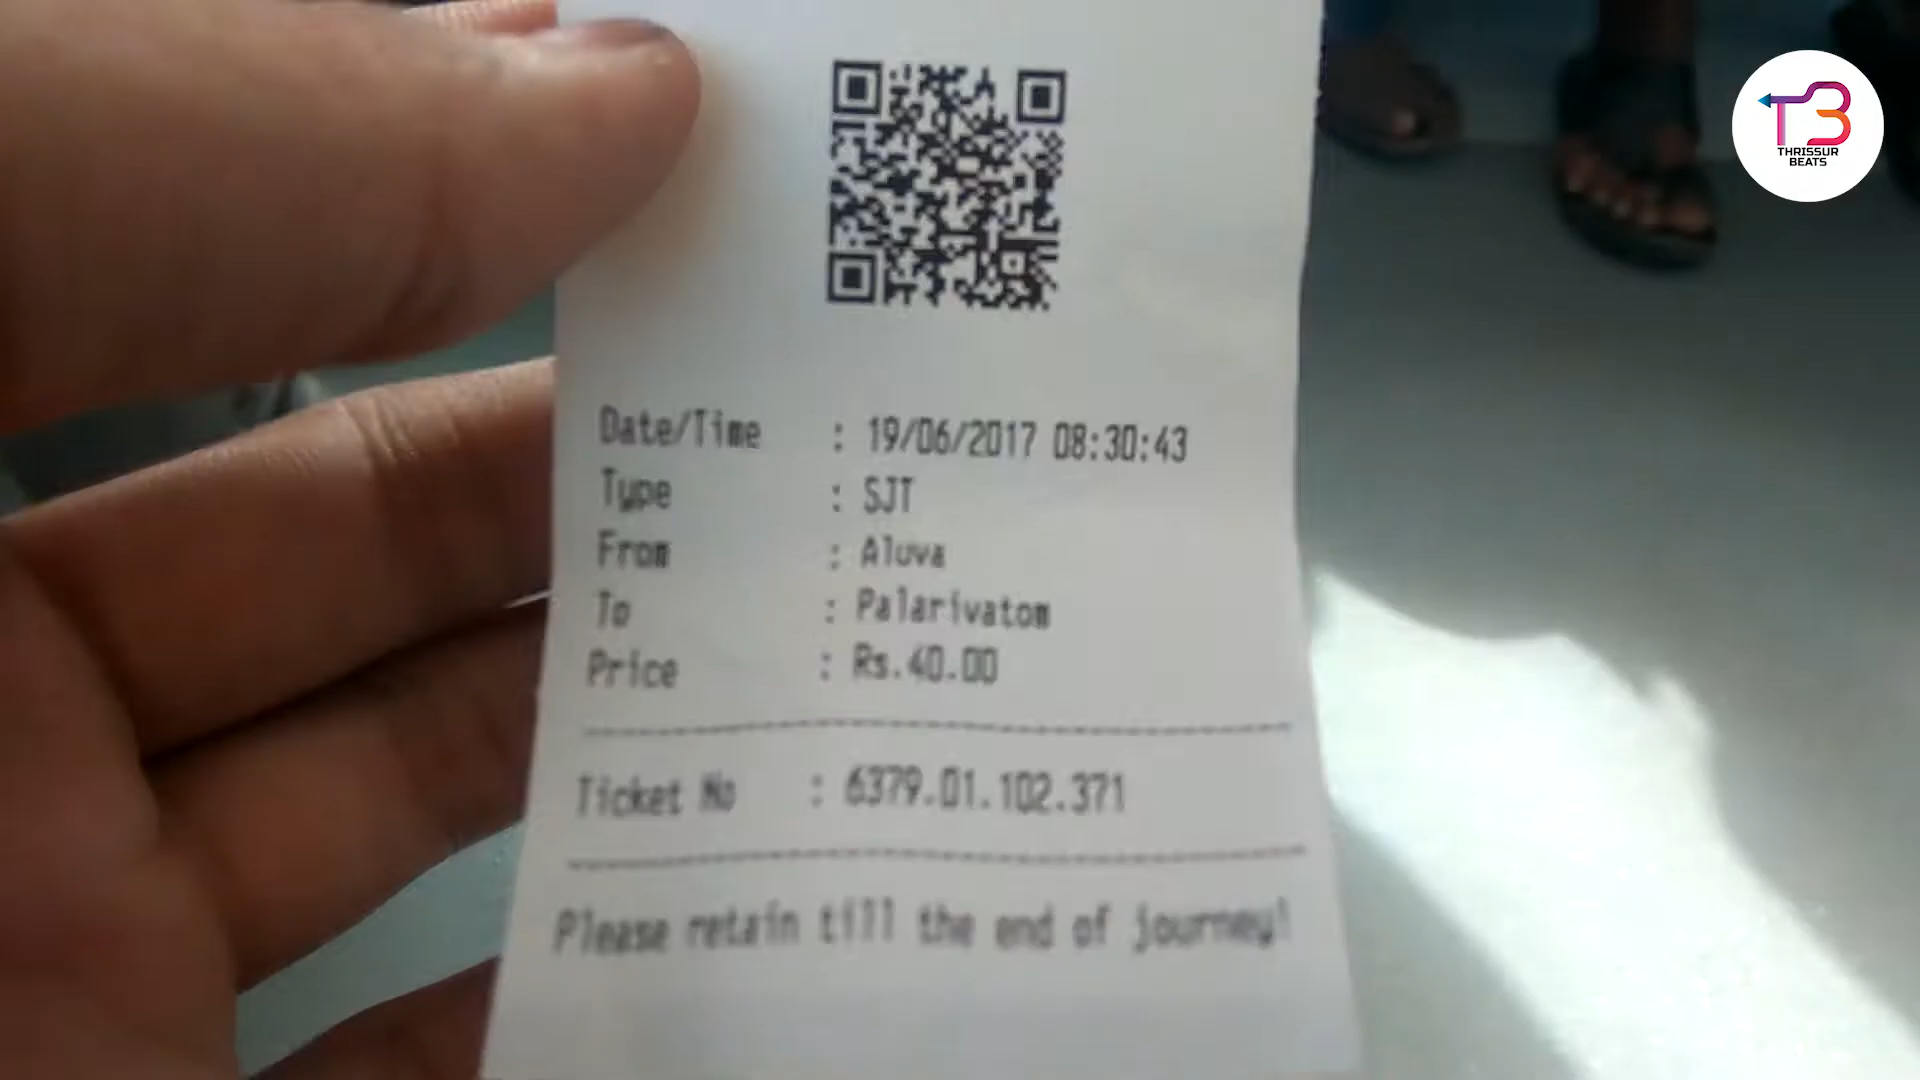 THRISSUR
BEATS
Date/Time : 19/06/2017 08:30:43
Type : SJT
From : Aluva
To : Palarivatom
Price : Rs.40.00
Ticket No : 6379.01.102.371
Please retain till the end of journey!